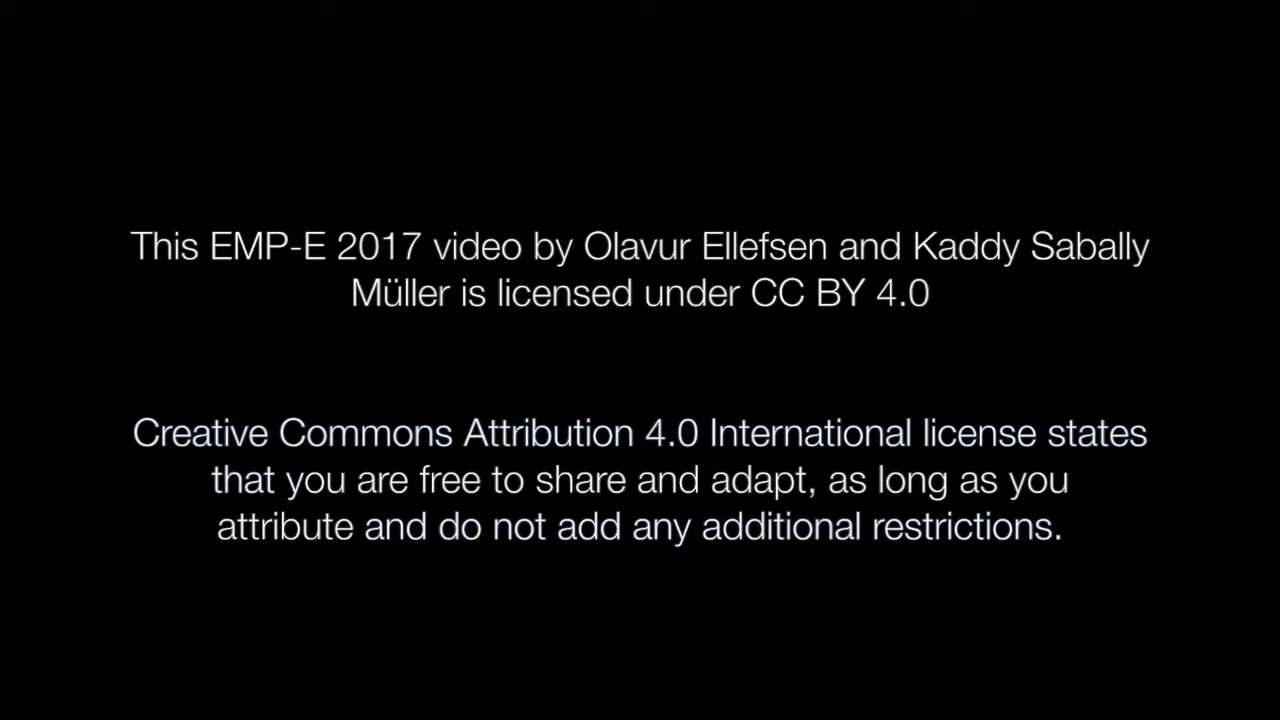 This EMP-E 2017 video by Olavur Ellefsen and Kaddy Sabally
Müller is licensed under CC BY 4.0
Creative Commons Attribution 4.0 International license states
that you are free to share and adapt, as long as you
attribute and do not add any additional restrictions.